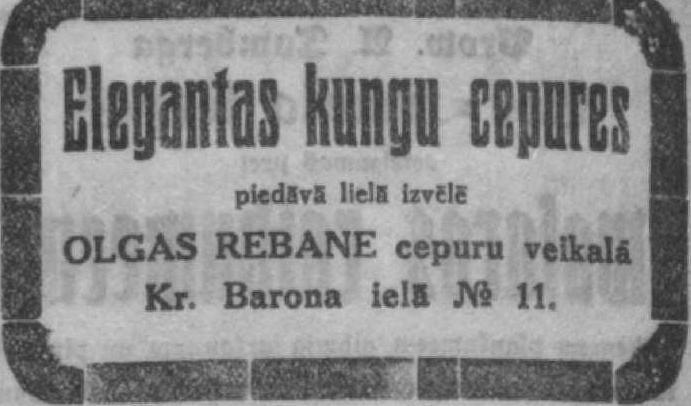 Elegantas kungu cepures
piedāvā lielā izvēlē
OLGAS REBANE cepuru veikalā
Kr. Barona ielā № 11.